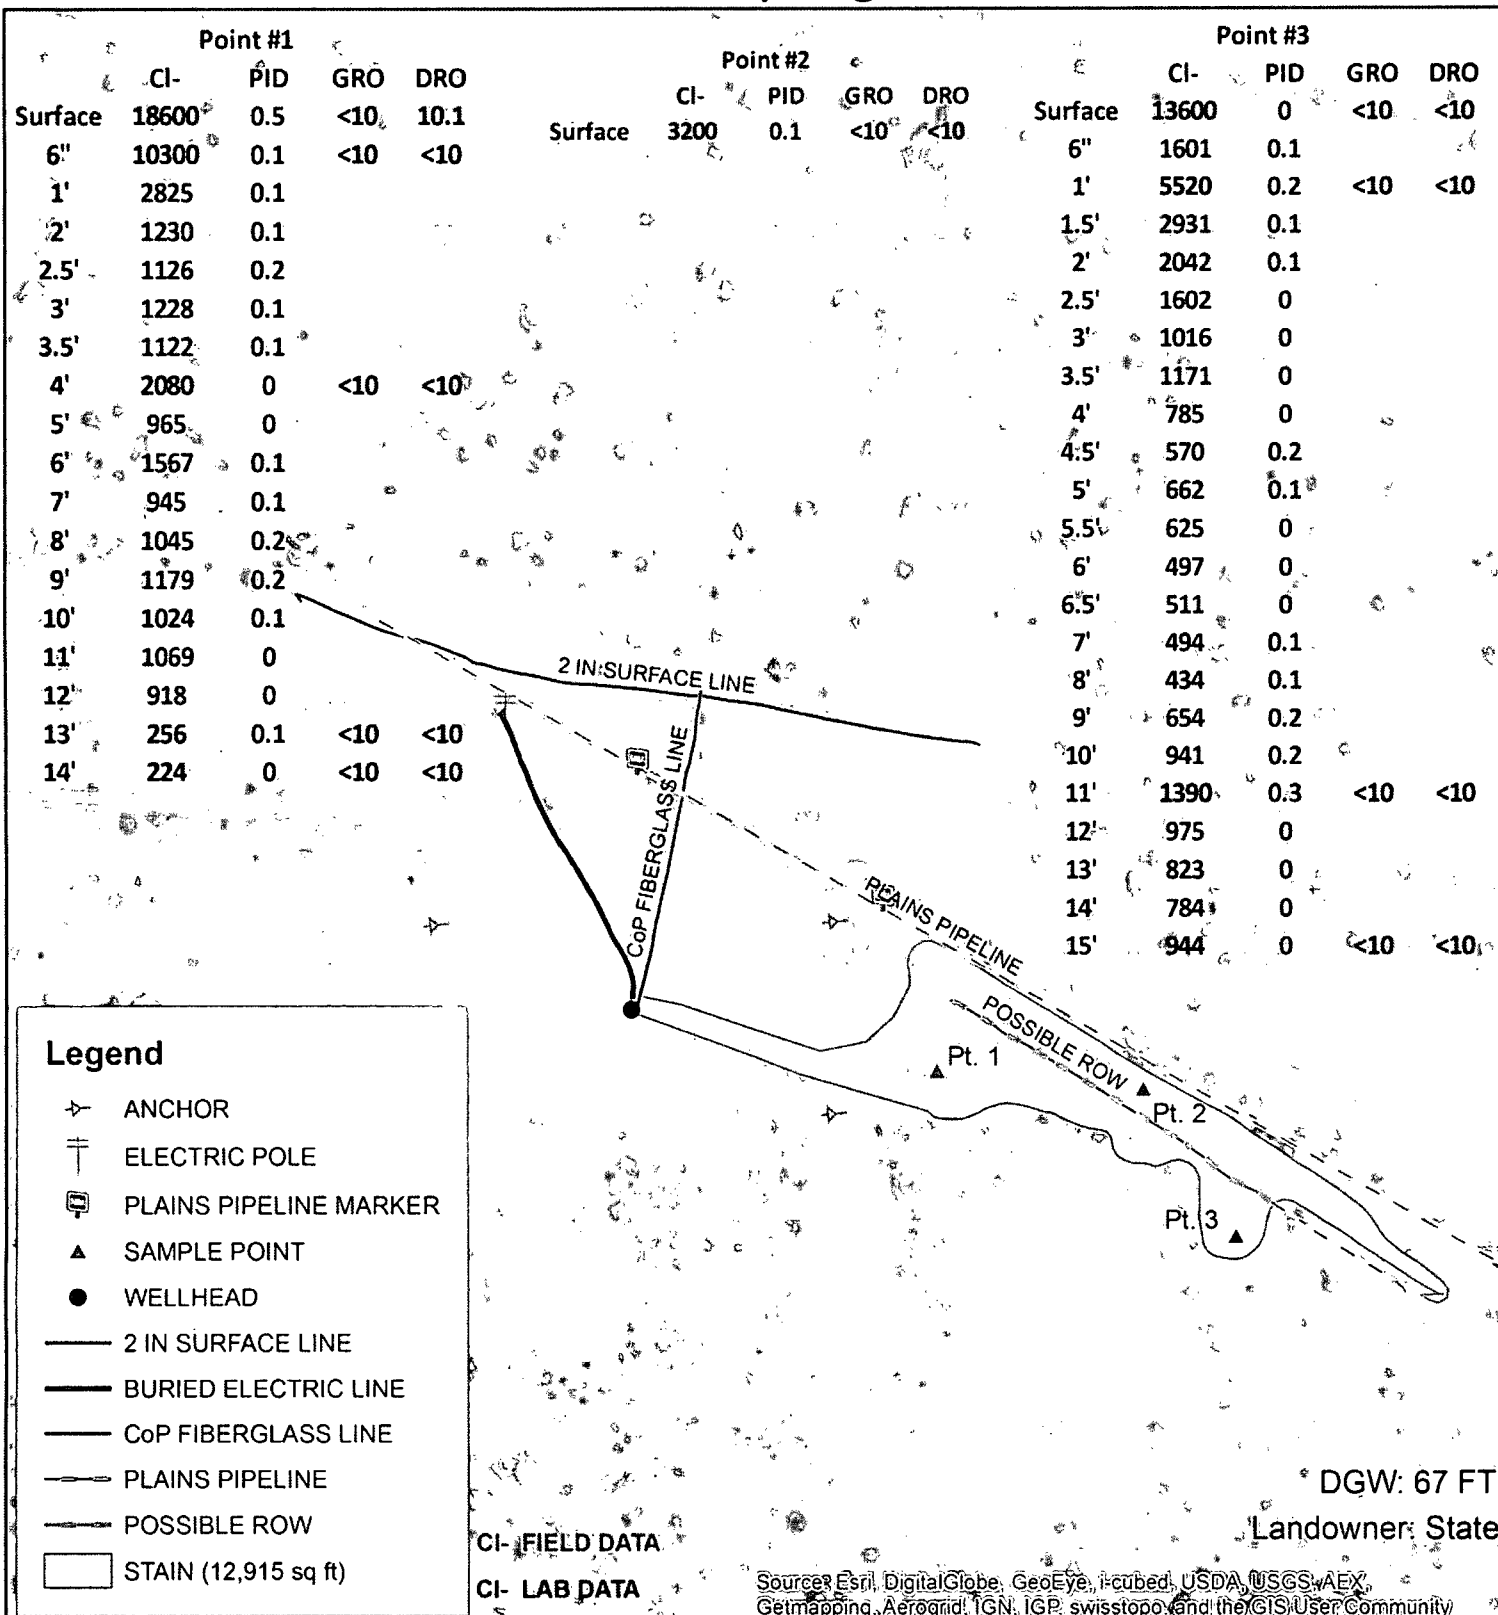 Point #1
Cl- PID GRO DRO
Surface 18600 0.5 <10 10.1
6" 10300 0.1 <10 <10
1' 2825 0.1
2' 1230 0.1
2.5' 1126 0.2
3' 1228 0.1
3.5' 1122 0.1
4' 2080 0 <10 <10
5' 965 0
6' 1567 0.1
7' 945 0.1
8' 1045 0.2
9' 1179 0.2
10' 1024 0.1
11' 1069 0
12' 918 0
13' 256 0.1 <10 <10
14' 224 0 <10 <10
Point #2
Cl- PID GRO DRO
Surface 3200 0.1 <10 <10
Point #3
Cl- PID GRO DRO
Surface 13600 0 <10 <10
6" 1601 0.1
1' 5520 0.2 <10 <10
1.5' 2931 0.1
2' 2042 0.1
2.5' 1602 0
3' 1016 0
3.5' 1171 0
4' 785 0
4.5' 570 0.2
5' 662 0.1
5.5' 625 0
6' 497 0
6.5' 511 0
7' 494 0.1
8' 434 0.1
9' 654 0.2
10' 941 0.2
11' 1390 0.3 <10 <10
12' 975 0
13' 823 0
14' 784 0
15' 944 0 <10 <10
2 IN SURFACE LINE
CoP FIBERGLASS LINE
PLAINS PIPELINE
POSSIBLE ROW
Pt. 1
Pt. 2
Pt. 3
Legend
ANCHOR
ELECTRIC POLE
PLAINS PIPELINE MARKER
SAMPLE POINT
WELLHEAD
2 IN SURFACE LINE
BURIED ELECTRIC LINE
CoP FIBERGLASS LINE
PLAINS PIPELINE
POSSIBLE ROW
STAIN (12,915 sq ft)
Cl- FIELD DATA
Cl- LAB DATA
DGW: 67 FT
Landowner: State
Source: Esri, DigitalGlobe, GeoEye, i-cubed, USDA, USGS, AEX,
Getmapping, Aerogrid, IGN, IGP, swisstopo, and the GIS User Community